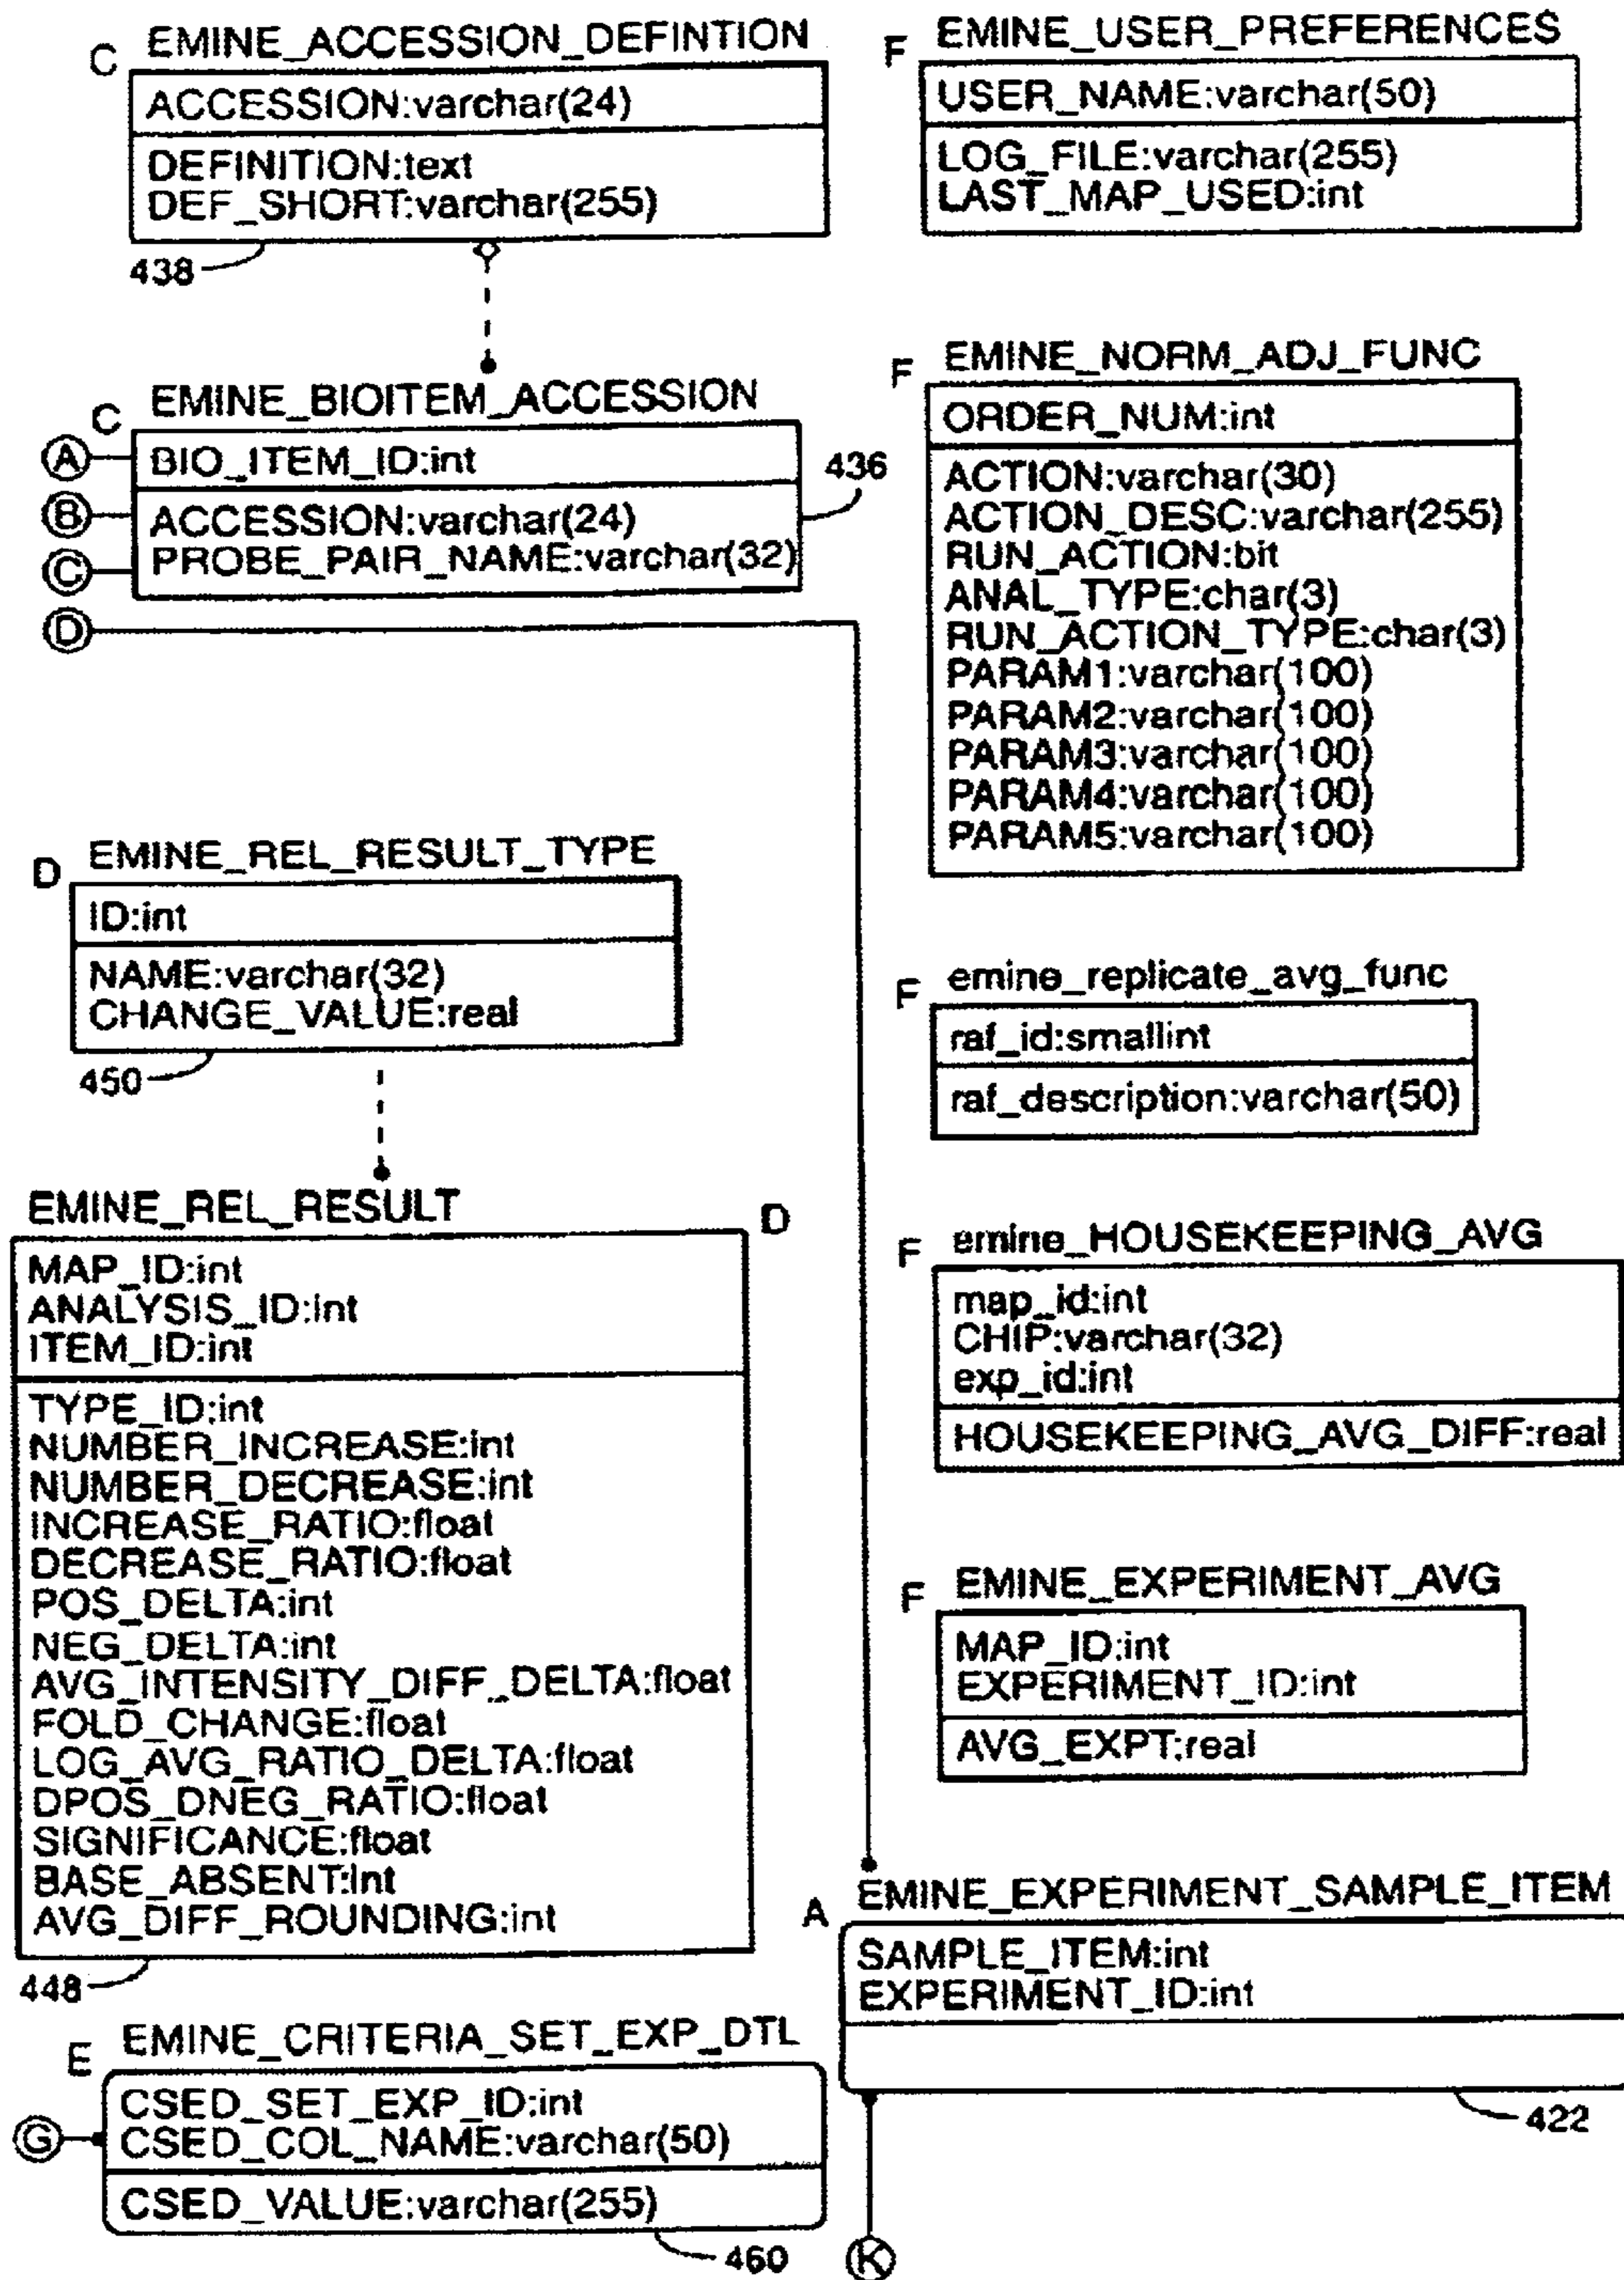 C EMINE_ACCESSION_DEFINTION
ACCESSION:varchar(24)
DEFINITION:text
DEF_SHORT:varchar(255)
438
C EMINE_BIOITEM_ACCESSION
A
BIO_ITEM_ID:int
B
ACCESSION:varchar(24)
C
PROBE_PAIR_NAME:varchar(32)
436
D
D EMINE_REL_RESULT_TYPE
ID:int
NAME:varchar(32)
CHANGE_VALUE:real
450
EMINE_REL_RESULT D
MAP_ID:int
ANALYSIS_ID:int
ITEM_ID:int
TYPE_ID:int
NUMBER_INCREASE:int
NUMBER_DECREASE:int
INCREASE_RATIO:float
DECREASE_RATIO:float
POS_DELTA:int
NEG_DELTA:int
AVG_INTENSITY_DIFF_DELTA:float
FOLD_CHANGE:float
LOG_AVG_RATIO_DELTA:float
DPOS_DNEG_RATIO:float
SIGNIFICANCE:float
BASE_ABSENT:int
AVG_DIFF_ROUNDING:int
448
E EMINE_CRITERIA_SET_EXP_DTL
CSED_SET_EXP_ID:int
G
CSED_COL_NAME:varchar(50)
CSED_VALUE:varchar(255)
460
F EMINE_USER_PREFERENCES
USER_NAME:varchar(50)
LOG_FILE:varchar(255)
LAST_MAP_USED:int
F EMINE_NORM_ADJ_FUNC
ORDER_NUM:int
ACTION:varchar(30)
ACTION_DESC:varchar(255)
RUN_ACTION:bit
ANAL_TYPE:char(3)
RUN_ACTION_TYPE:char(3)
PARAM1:varchar(100)
PARAM2:varchar(100)
PARAM3:varchar(100)
PARAM4:varchar(100)
PARAM5:varchar(100)
F emine_replicate_avg_func
raf_id:smallint
raf_description:varchar(50)
F emine_HOUSEKEEPING_AVG
map_id:int
CHIP:varchar(32)
exp_id:int
HOUSEKEEPING_AVG_DIFF:real
F EMINE_EXPERIMENT_AVG
MAP_ID:int
EXPERIMENT_ID:int
AVG_EXPT:real
A EMINE_EXPERIMENT_SAMPLE_ITEM
SAMPLE_ITEM:int
EXPERIMENT_ID:int
422
K